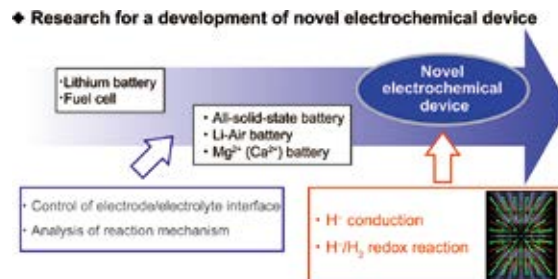 ◆ Research for a development of novel electrochemical device
•Lithium battery
•Fuel cell
Novel
electrochemical
device
• All-solid-state battery
• Li-Air battery
• Mg²⁺ (Ca²⁺) battery
• Control of electrode/electrolyte interface
• Analysis of reaction mechanism
• H⁻ conduction
• H⁻/H₂ redox reaction